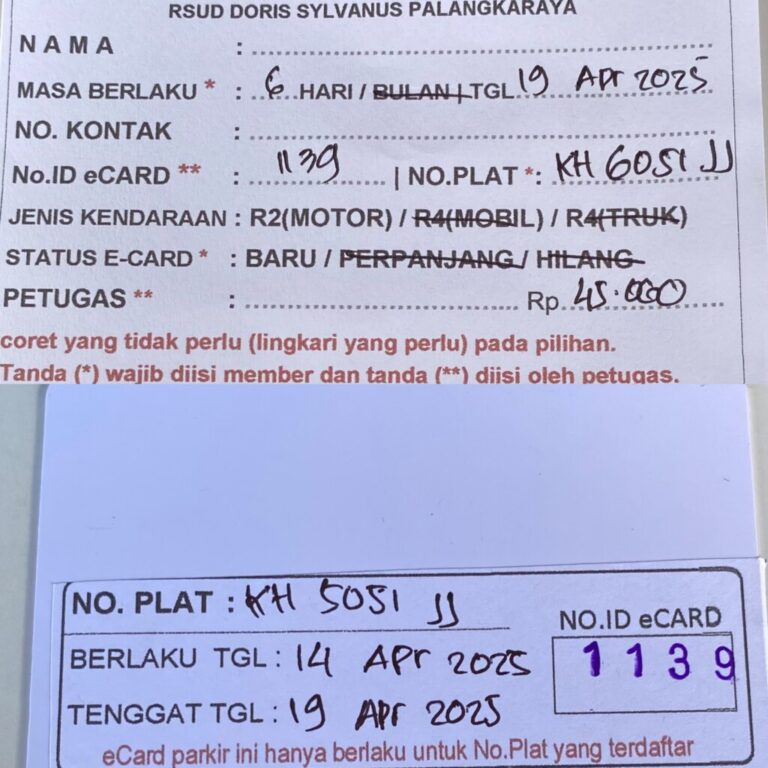 RSUD DORIS SYLVANUS PALANGKARAYA
NAMA : ........................................
MASA BERLAKU * : 6 HARI / BULAN | TGL 19 Apr 2025
NO. KONTAK : ........................................
No.ID eCARD ** : 1139 | NO.PLAT *: KH 6051 JJ
JENIS KENDARAAN : R2(MOTOR) / R4(MOBIL) / R4(TRUK)
STATUS E-CARD * : BARU / PERPANJANG / HILANG
PETUGAS ** : ........................ Rp. 45.000
coret yang tidak perlu (lingkari yang perlu) pada pilihan.
Tanda (*) wajib diisi member dan tanda (**) diisi oleh petugas.
NO. PLAT : KH 5051 JJ
NO.ID eCARD
BERLAKU TGL : 14 APr 2025
1139
TENGGAT TGL : 19 Apr 2025
eCard parkir ini hanya berlaku untuk No.Plat yang terdaftar